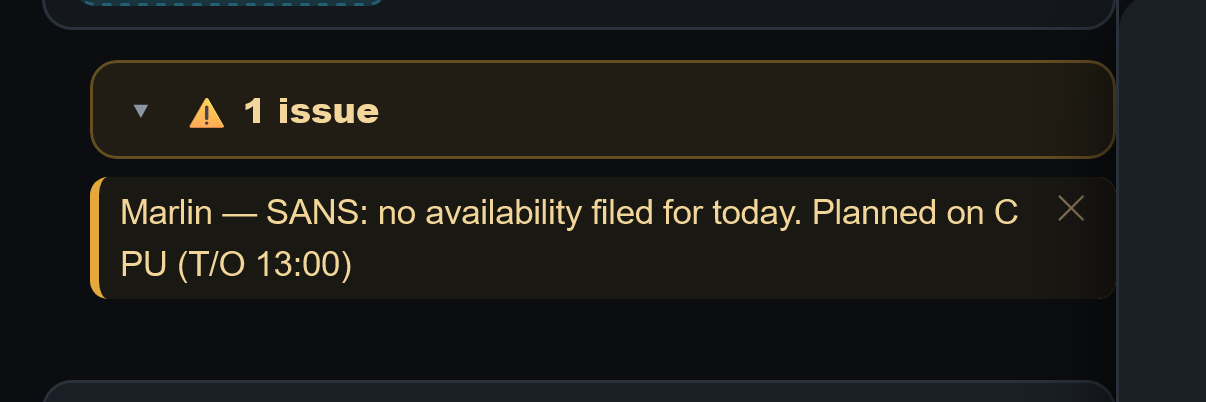 1 issue
Marlin — SANS: no availability filed for today. Planned on C
PU (T/O 13:00)